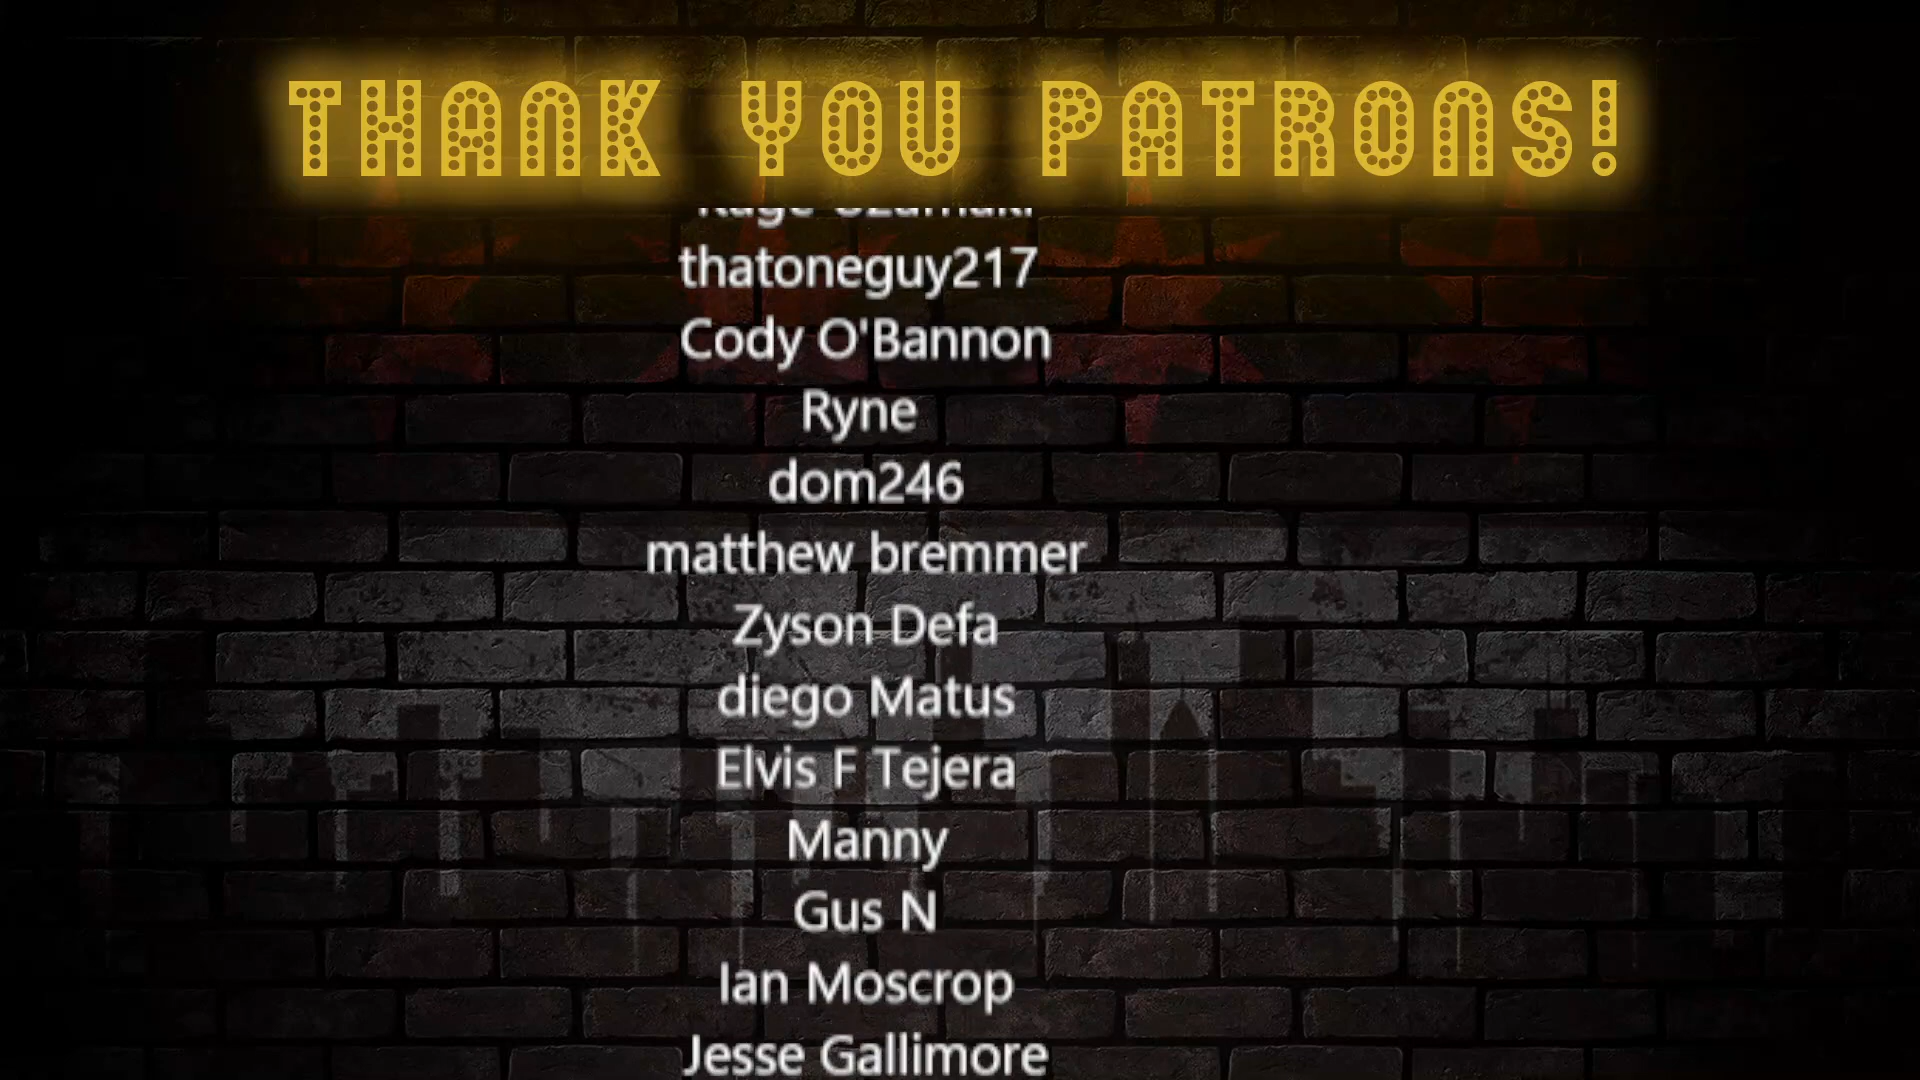 THANK YOU PATRONS!
thatoneguy217
Cody O'Bannon
Ryne
dom246
matthew bremmer
Zyson Defa
diego Matus
Elvis F Tejera
Manny
Gus N
Ian Moscrop
Jesse Gallimore